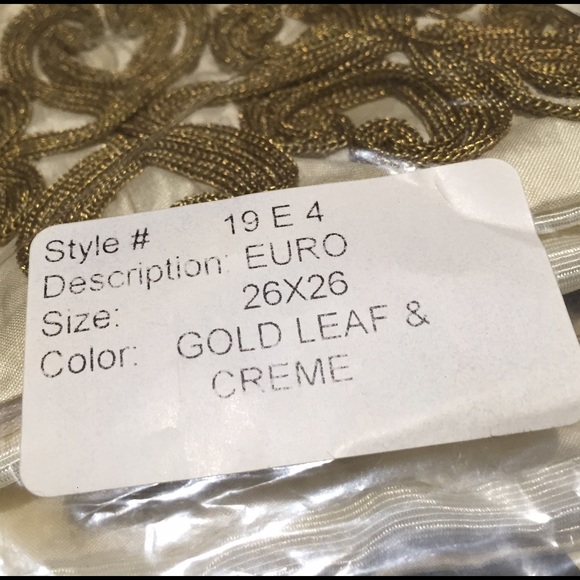 Style # 19 E 4
Description: EURO
Size: 26X26
Color: GOLD LEAF &
CREME